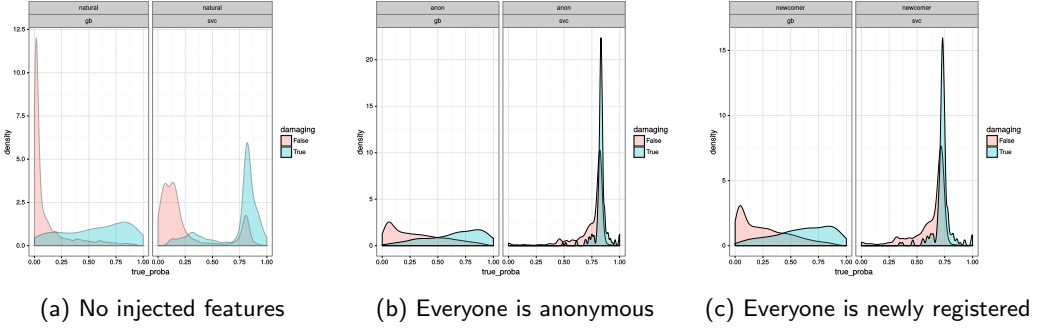 natural
natural
gb
svc
12.5
10.0
7.5
5.0
2.5
0.0
density
0.00
0.25
0.50
0.75
1.00
0.00
0.25
0.50
0.75
1.00
true_proba
damaging
False
True
(a) No injected features
anon
anon
gb
svc
20
15
10
5
0
density
0.00
0.25
0.50
0.75
1.00
0.00
0.25
0.50
0.75
1.00
true_proba
damaging
False
True
(b) Everyone is anonymous
newcomer
newcomer
gb
svc
15
10
5
0
density
0.00
0.25
0.50
0.75
1.00
0.00
0.25
0.50
0.75
1.00
true_proba
damaging
False
True
(c) Everyone is newly registered